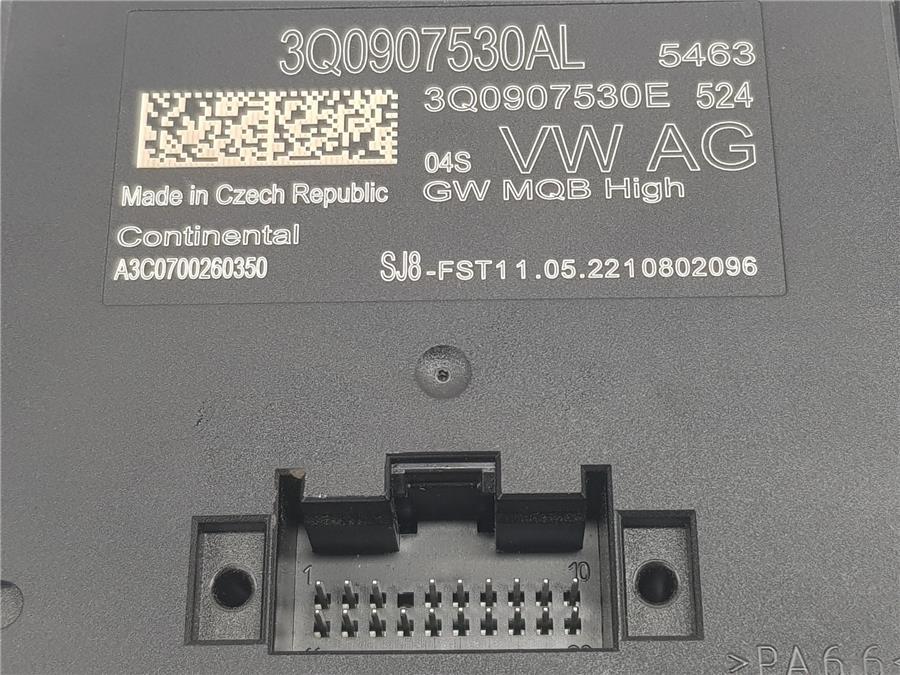 3Q0907530AL 5463
3Q0907530E 524
04S VW AG
Made in Czech Republic GW MQB High
Continental
A3C0700260350 SJ8-FST11.05.2210802096
1 10
>PA66<